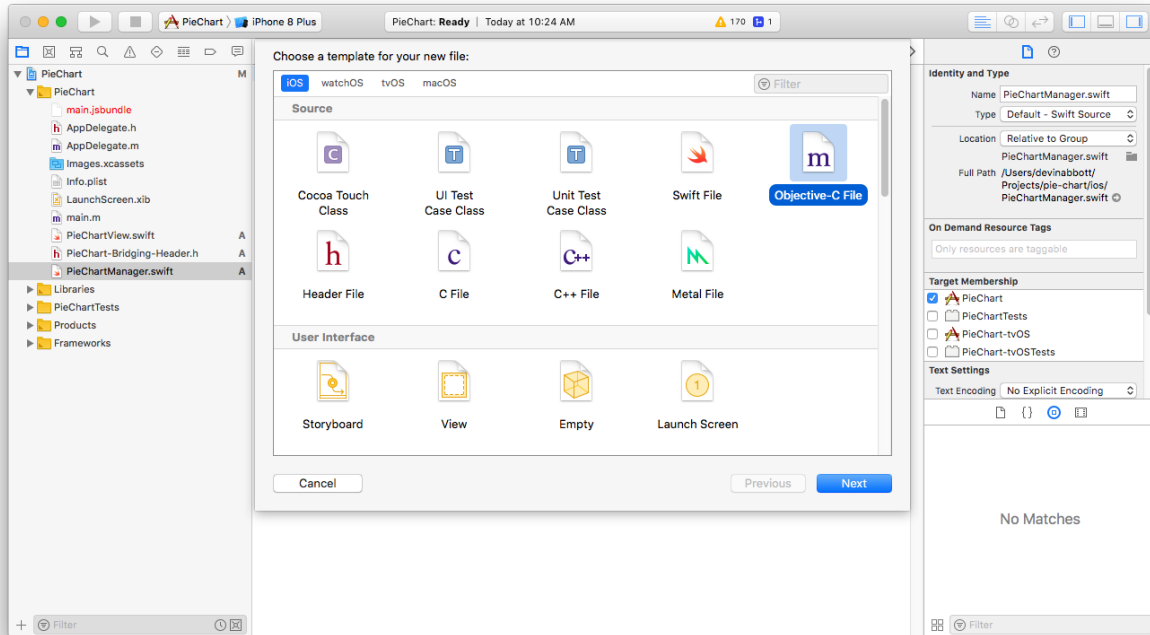 PieChart
iPhone 8 Plus
PieChart: Ready | Today at 10:24 AM
170
1
PieChart
M
PieChart
main.jsbundle
h AppDelegate.h
m AppDelegate.m
Images.xcassets
Info.plist
LaunchScreen.xib
m main.m
PieChartView.swift A
h PieChart-Bridging-Header.h A
PieChartManager.swift A
Libraries
PieChartTests
Products
Frameworks
Filter
Choose a template for your new file:
iOS watchOS tvOS macOS
Filter
Source
C T T m
Cocoa Touch Class
UI Test Case Class
Unit Test Case Class
Swift File
Objective-C File
h c C++
Header File
C File
C++ File
Metal File
User Interface
1
Storyboard
View
Empty
Launch Screen
Cancel
Previous
Next
Identity and Type
Name PieChartManager.swift
Type Default - Swift Source
Location Relative to Group
PieChartManager.swift
Full Path /Users/devinabbott/
Projects/pie-chart/ios/
PieChartManager.swift
On Demand Resource Tags
Only resources are taggable
Target Membership
PieChart
PieChartTests
PieChart-tvOS
PieChart-tvOSTests
Text Settings
Text Encoding No Explicit Encoding
{ }
No Matches
Filter